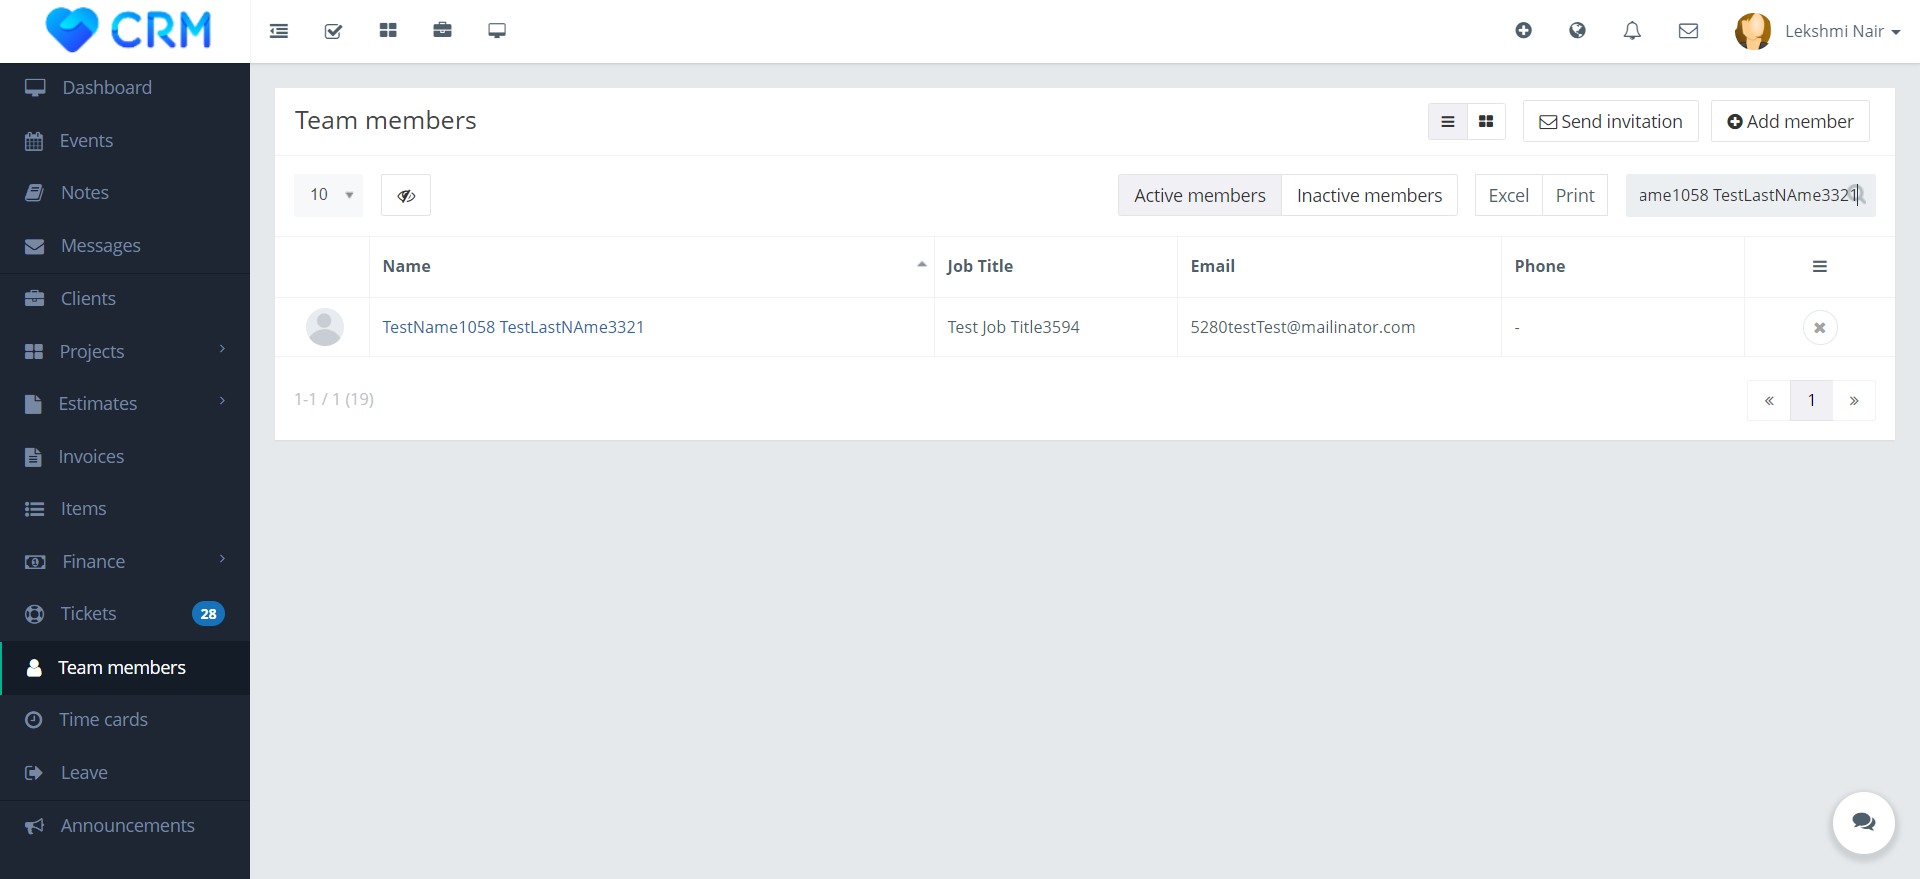 CRM
Lekshmi Nair
Dashboard
Events
Notes
Messages
Clients
Projects
Estimates
Invoices
Items
Finance
Tickets 28
Team members
Time cards
Leave
Announcements
Team members
Send invitation Add member
10 Active members Inactive members Excel Print ame1058 TestLastNAme3321
Name Job Title Email Phone
TestName1058 TestLastNAme3321 Test Job Title3594 5280testTest@mailinator.com -
1-1 / 1 (19) « 1 »